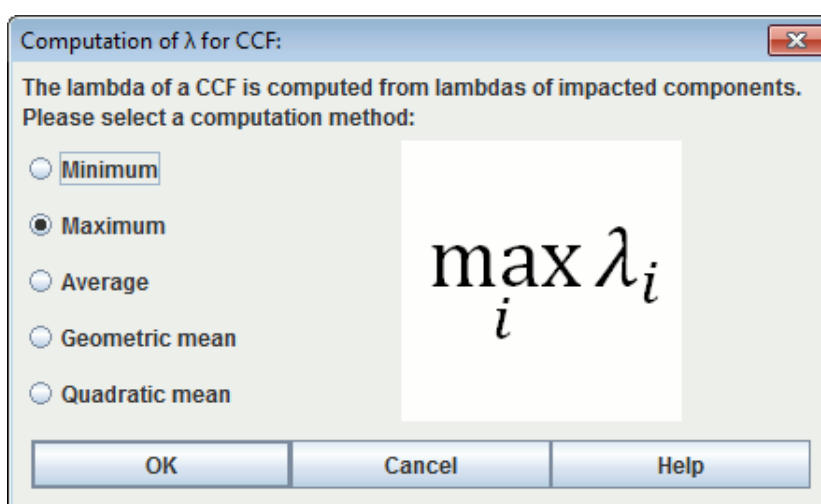 Computation of λ for CCF:
The lambda of a CCF is computed from lambdas of impacted components.
Please select a computation method:
Minimum
Maximum
Average
Geometric mean
Quadratic mean
max λi
i
OK Cancel Help